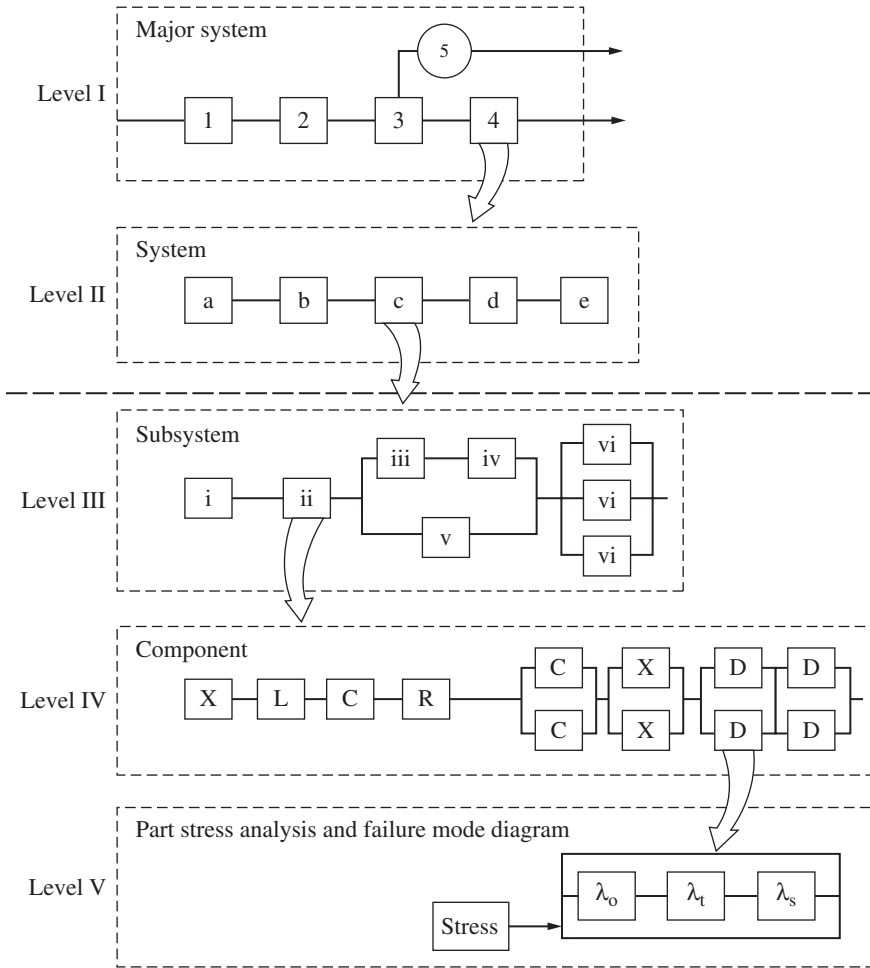 Major system
5
Level I
1 2 3 4
System
Level II
a b c d e
Subsystem
iii iv vi
Level III
i ii vi
v vi
Component
C X D D
Level IV
X L C R
C X D D
Part stress analysis and failure mode diagram
Level V
λo λt λs
Stress